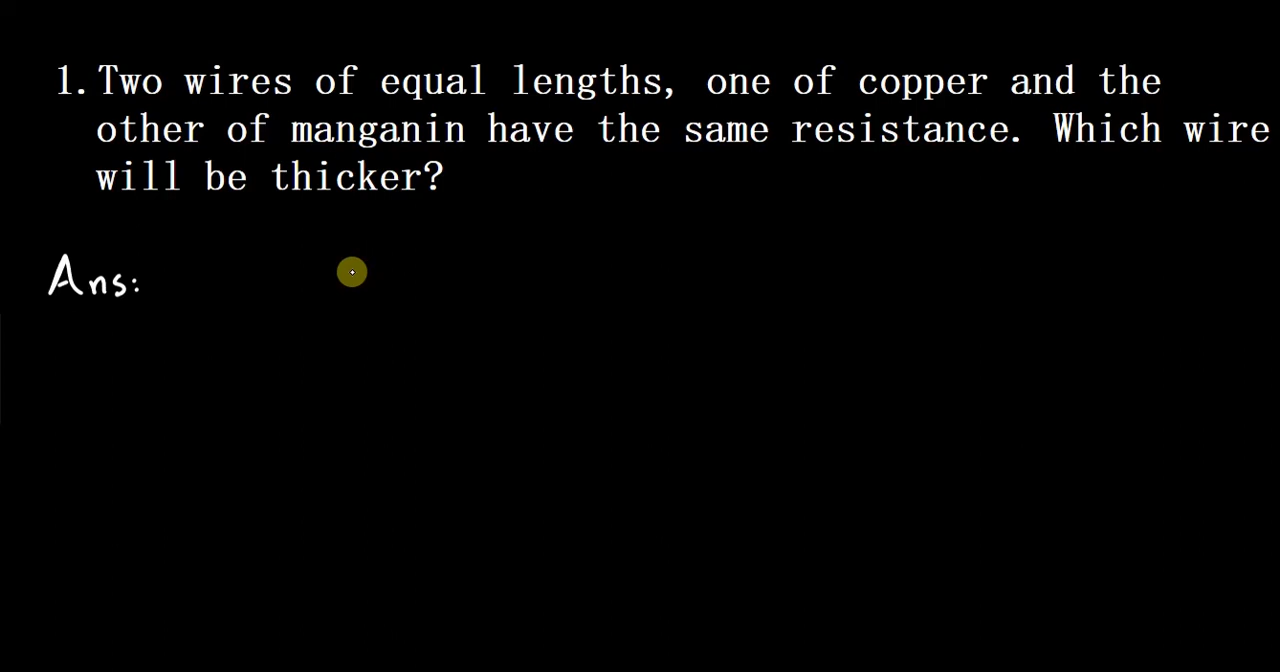 1. Two wires of equal lengths, one of copper and the
other of manganin have the same resistance. Which wire
will be thicker?
Ans: